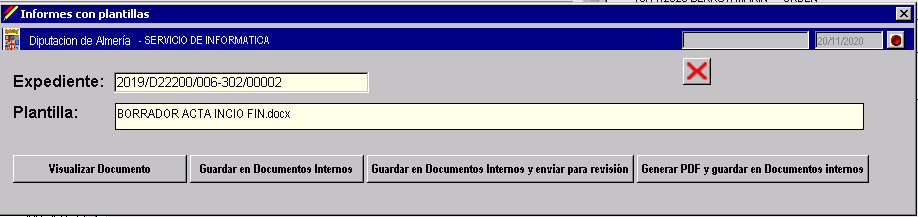 Informes con plantillas
Diputacion de Almería - SERVICIO DE INFORMATICA
20/11/2020
Expediente: 2019/D22200/006-302/00002
Plantilla: BORRADOR ACTA INCIO FIN.docx
Visualizar Documento
Guardar en Documentos Internos
Guardar en Documentos Internos y enviar para revisión
Generar PDF y guardar en Documentos internos